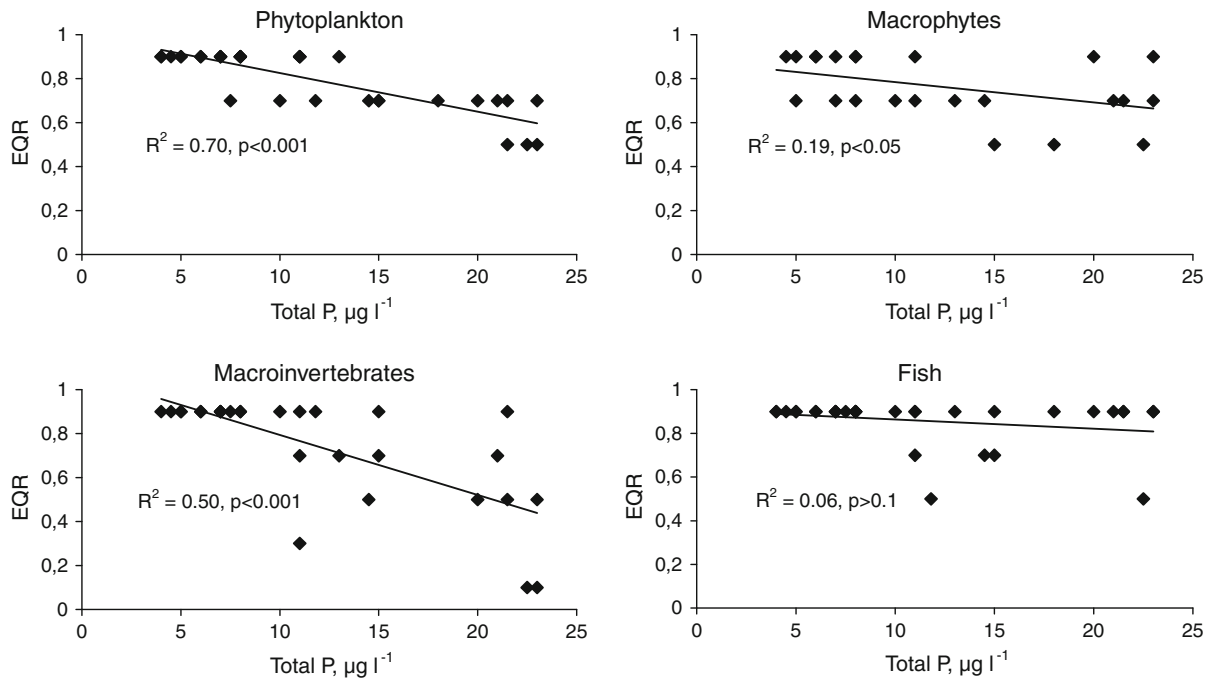 Phytoplankton
1
0,8
0,6
0,4
0,2
0
EQR
R² = 0.70, p<0.001
0 5 10 15 20 25
Total P, µg l⁻¹
Macrophytes
1
0,8
0,6
0,4
0,2
0
EQR
R² = 0.19, p<0.05
0 5 10 15 20 25
Total P, µg l⁻¹
Macroinvertebrates
1
0,8
0,6
0,4
0,2
0
EQR
R² = 0.50, p<0.001
0 5 10 15 20 25
Total P, µg l⁻¹
Fish
1
0,8
0,6
0,4
0,2
0
EQR
R² = 0.06, p>0.1
0 5 10 15 20 25
Total P, µg l⁻¹